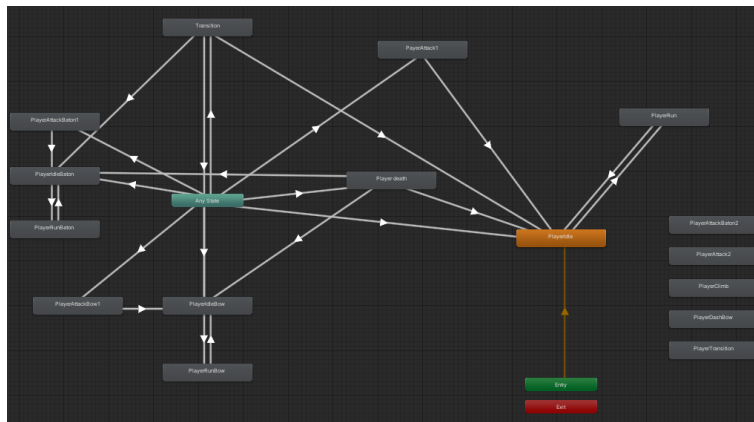 Transition
PayerAttack1
PlayerAttackBaton1
PlayerRun
PlayerIdleBaton
Player death
Any State
PlayerRunBaton
PlayerAttackBaton2
PlayerIdle
PlayerAttack2
PlayerClimb
PlayerAttackBow1
PlayerIdleBow
PlayerDashBow
PlayerTransition
PlayerRunBow
Entry
Exit